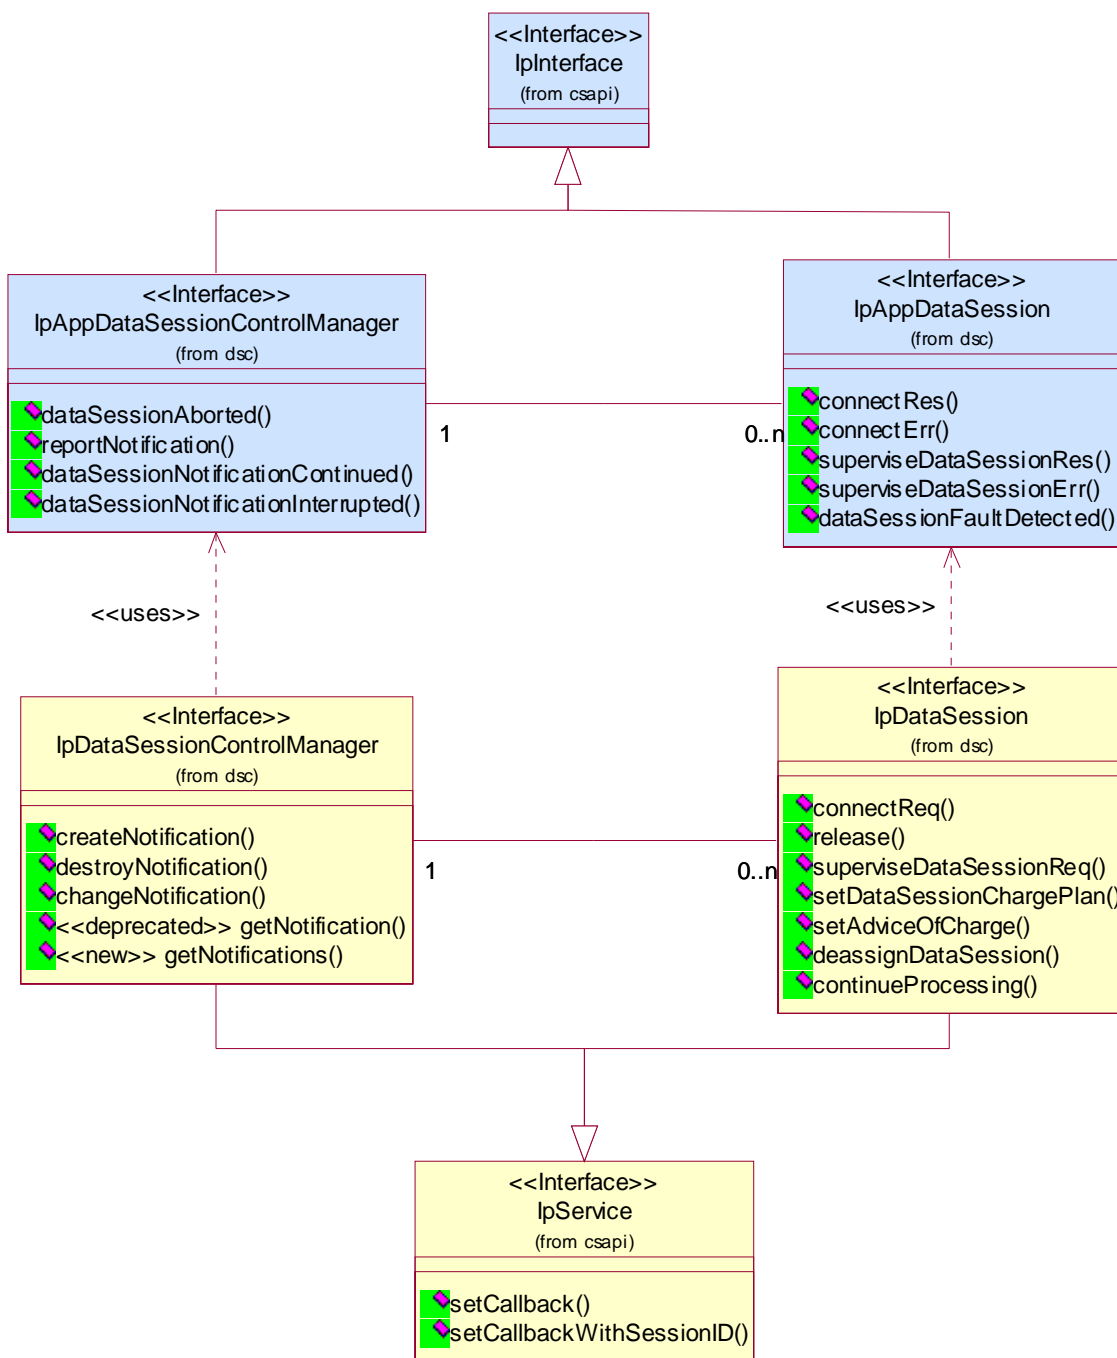 <<Interface>>
IpInterface
(from csapi)
<<Interface>>
IpAppDataSessionControlManager
(from dsc)
dataSessionAborted()
reportNotification()
dataSessionNotificationContinued()
dataSessionNotificationInterrupted()
<<Interface>>
IpAppDataSession
(from dsc)
connectRes()
connectErr()
superviseDataSessionRes()
superviseDataSessionErr()
dataSessionFaultDetected()
1
0..n
<<uses>>
<<uses>>
<<Interface>>
IpDataSessionControlManager
(from dsc)
createNotification()
destroyNotification()
changeNotification()
<<deprecated>> getNotification()
<<new>> getNotifications()
<<Interface>>
IpDataSession
(from dsc)
connectReq()
release()
superviseDataSessionReq()
setDataSessionChargePlan()
setAdviceOfCharge()
deassignDataSession()
continueProcessing()
1
0..n
<<Interface>>
IpService
(from csapi)
setCallback()
setCallbackWithSessionID()